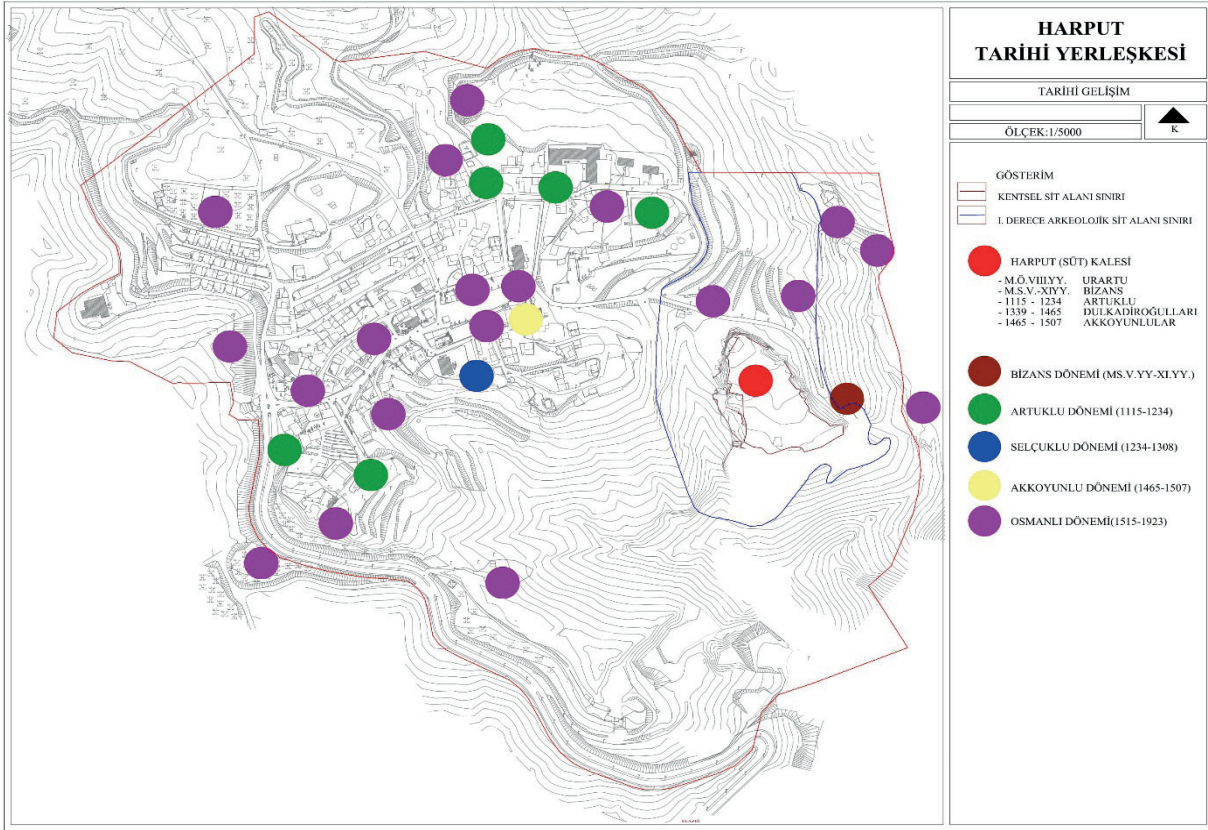 HARPUT
TARİHİ YERLEŞKESİ
TARİHİ GELİŞİM
ÖLÇEK:1/5000
K
GÖSTERİM
KENTSEL SİT ALANI SINIRI
I. DERECE ARKEOLOJİK SİT ALANI SINIRI
HARPUT (SÜT) KALESİ
- M.Ö.VIII.YY. URARTU
- M.S.V.-XIYY. BİZANS
- 1115 - 1234 ARTUKLU
- 1339 - 1465 DULKADİROĞULLARI
- 1465 - 1507 AKKOYUNLULAR
BİZANS DÖNEMİ (MS.V.YY-XI.YY.)
ARTUKLU DÖNEMİ (1115-1234)
SELÇUKLU DÖNEMİ (1234-1308)
AKKOYUNLU DÖNEMİ (1465-1507)
OSMANLI DÖNEMİ(1515-1923)